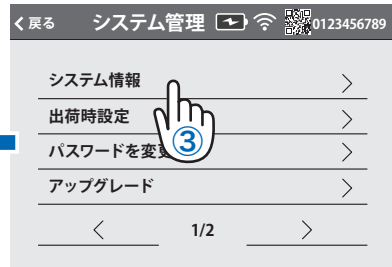 ＜戻る システム管理 0123456789
システム情報 ＞
出荷時設定 ＞
③
パスワードを変 ＞
アップグレード ＞
＜ 1/2 ＞